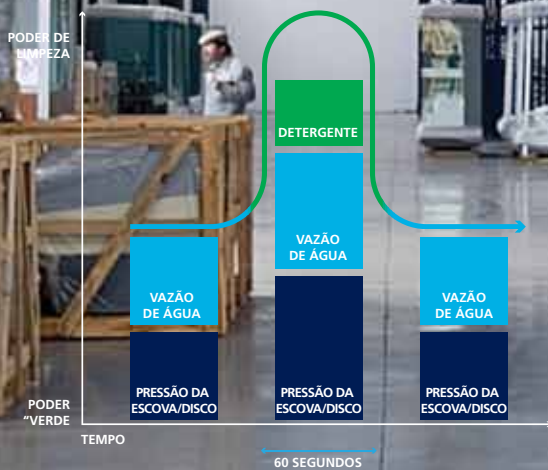 PODER DE
LIMPEZA
DETERGENTE
VAZÃO
DE ÁGUA
VAZÃO
DE ÁGUA
VAZÃO
DE ÁGUA
PRESSÃO DA
ESCOVA/DISCO
PRESSÃO DA
ESCOVA/DISCO
PRESSÃO DA
ESCOVA/DISCO
PODER
“VERDE
TEMPO
60 SEGUNDOS